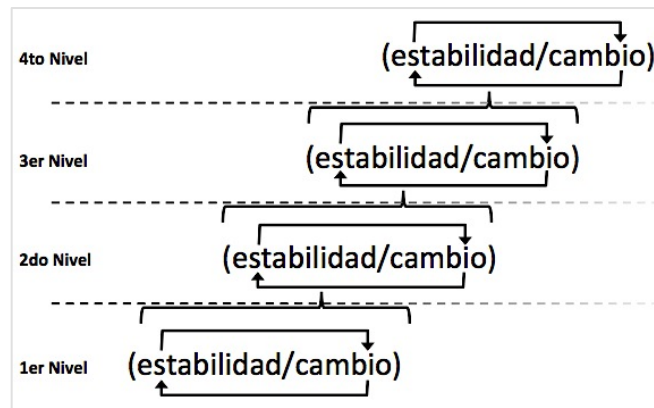 4to Nivel (estabilidad/cambio)
3er Nivel (estabilidad/cambio)
2do Nivel (estabilidad/cambio)
1er Nivel (estabilidad/cambio)